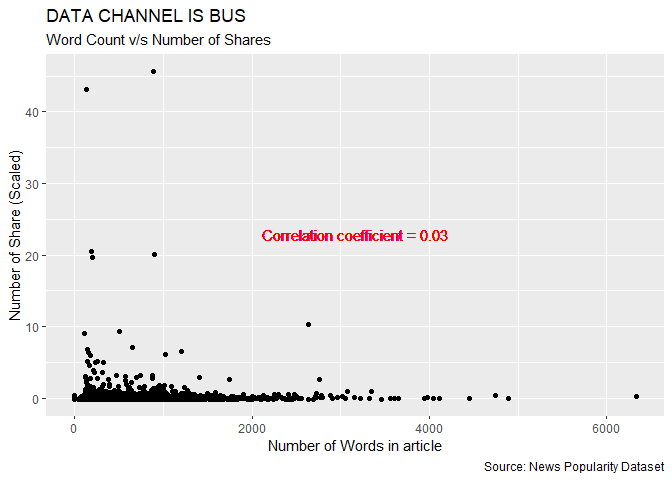 DATA CHANNEL IS BUS
Word Count v/s Number of Shares
40
30
20
10
0
Number of Share (Scaled)
Correlation coefficient = 0.03
0 2000 4000 6000
Number of Words in article
Source: News Popularity Dataset